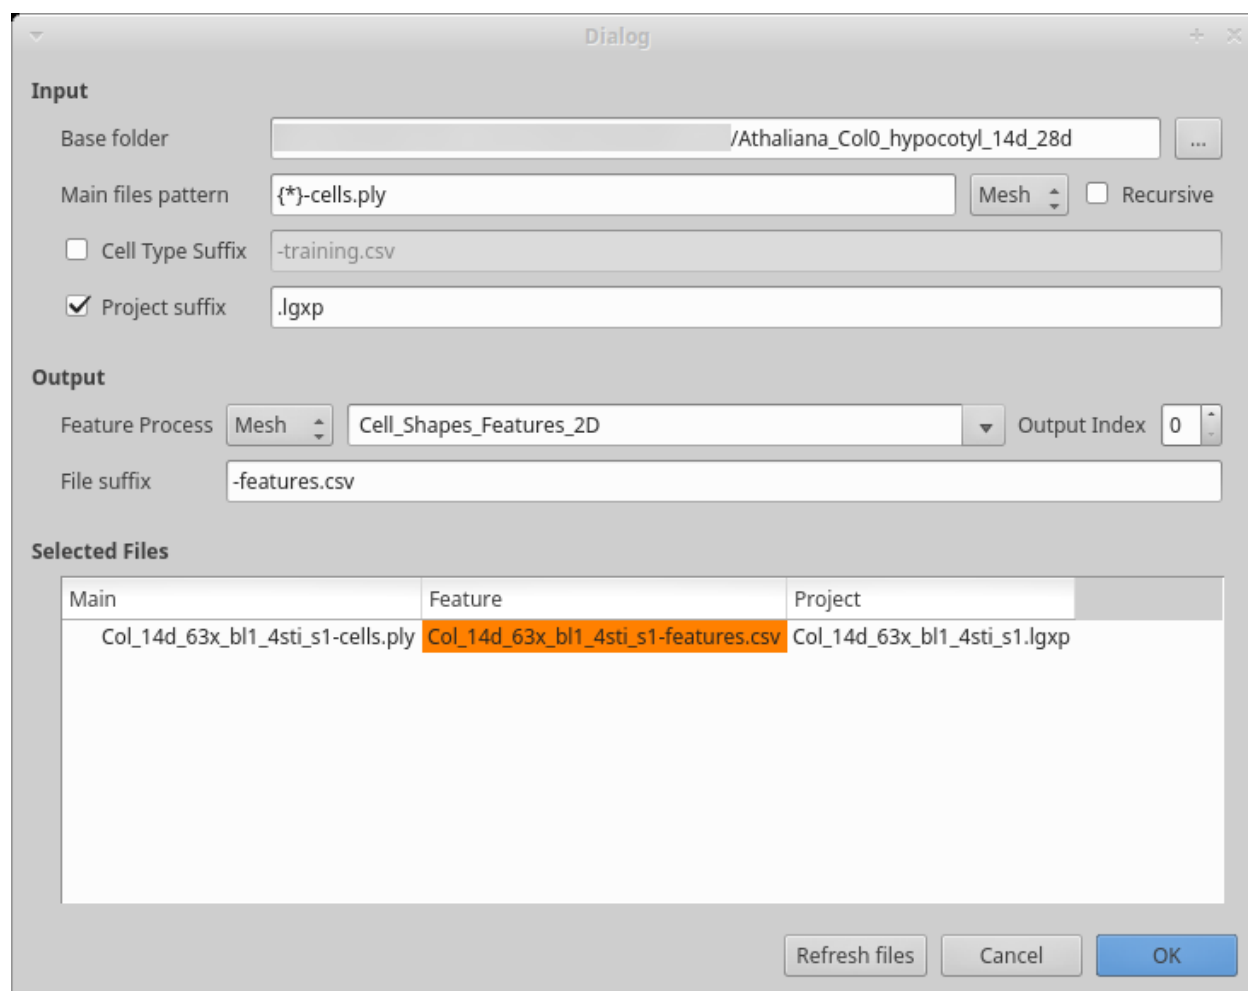 Dialog
Input
Base folder /Athaliana_Col0_hypocotyl_14d_28d ...
Main files pattern {*}-cells.ply Mesh Recursive
Cell Type Suffix -training.csv
Project suffix .lgxp
Output
Feature Process Mesh Cell_Shapes_Features_2D Output Index 0
File suffix -features.csv
Selected Files
Main Feature Project
Col_14d_63x_bl1_4sti_s1-cells.ply Col_14d_63x_bl1_4sti_s1-features.csv Col_14d_63x_bl1_4sti_s1.lgxp
Refresh files Cancel OK